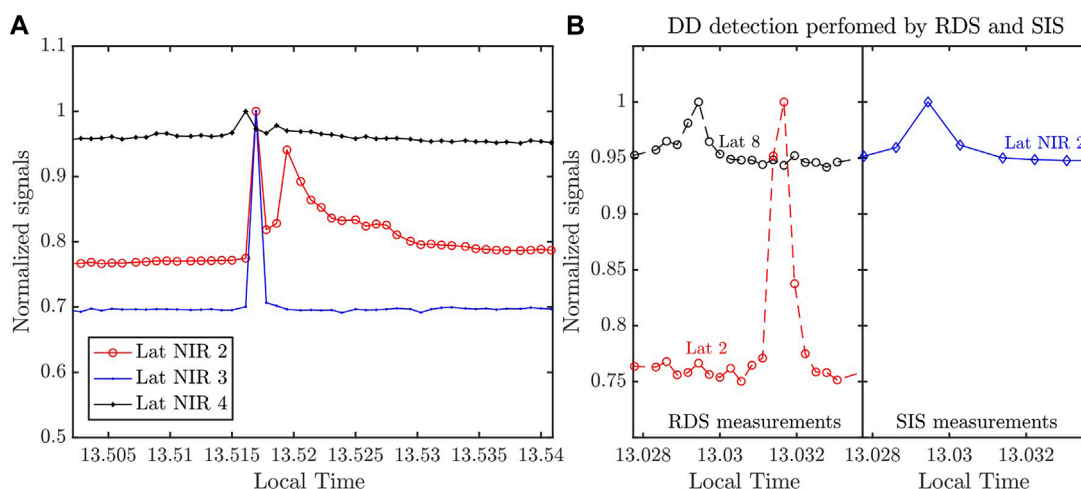 A
1.1
1
0.9
0.8
0.7
0.6
0.5
Normalized signals
Lat NIR 2
Lat NIR 3
Lat NIR 4
13.505 13.51 13.515 13.52 13.525 13.53 13.535 13.54
Local Time
B
DD detection perfomed by RDS and SIS
1
0.95
0.9
0.85
0.8
0.75
Normalized signals
Lat 8
Lat 2
Lat NIR 2
RDS measurements
SIS measurements
13.028 13.03 13.032
13.028 13.03 13.032
Local Time
Local Time